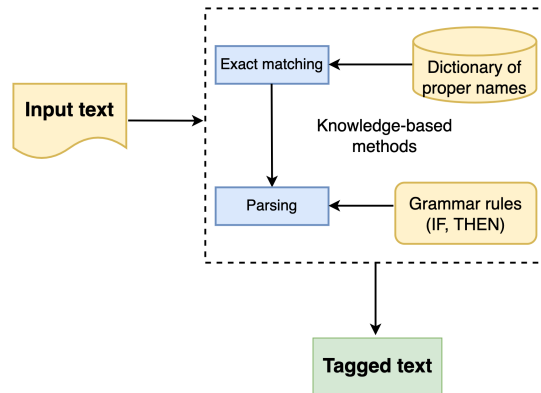 Input text
Exact matching
Dictionary of
proper names
Knowledge-based
methods
Parsing
Grammar rules
(IF, THEN)
Tagged text